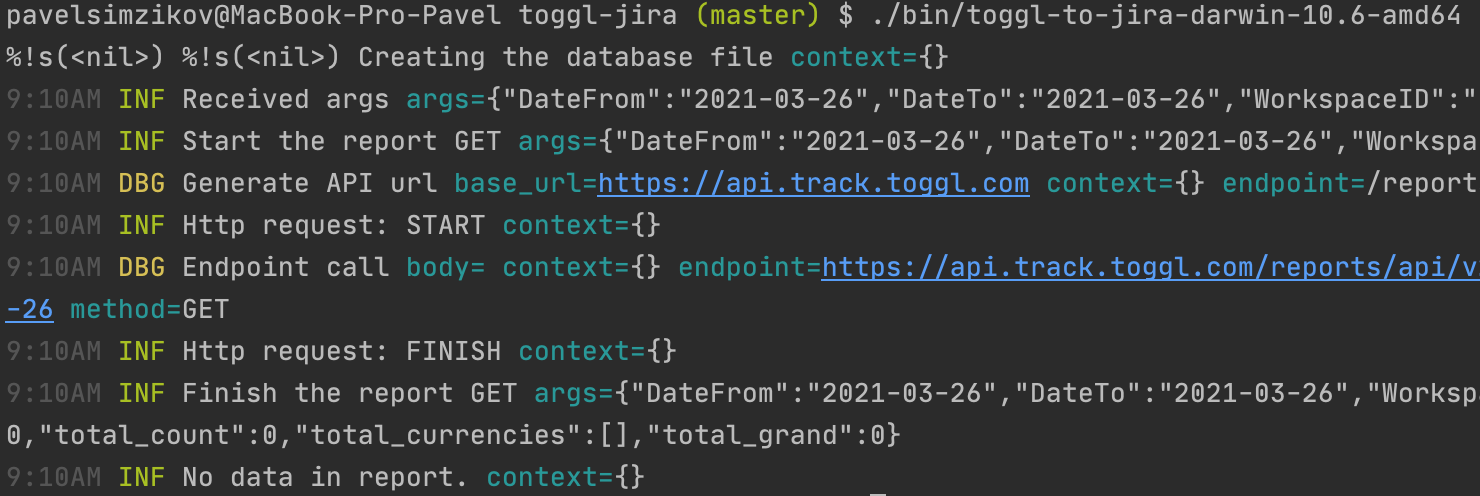 pavelsimzikov@MacBook-Pro-Pavel toggl-jira (master) $ ./bin/toggl-to-jira-darwin-10.6-amd64
%!s(<nil>) %!s(<nil>) Creating the database file context={}
9:10AM INF Received args args={"DateFrom":"2021-03-26","DateTo":"2021-03-26","WorkspaceID":"
9:10AM INF Start the report GET args={"DateFrom":"2021-03-26","DateTo":"2021-03-26","Workspa
9:10AM DBG Generate API url base_url=https://api.track.toggl.com context={} endpoint=/report
9:10AM INF Http request: START context={}
9:10AM DBG Endpoint call body= context={} endpoint=https://api.track.toggl.com/reports/api/v
-26 method=GET
9:10AM INF Http request: FINISH context={}
9:10AM INF Finish the report GET args={"DateFrom":"2021-03-26","DateTo":"2021-03-26","Worksp
0,"total_count":0,"total_currencies":[],"total_grand":0}
9:10AM INF No data in report. context={}